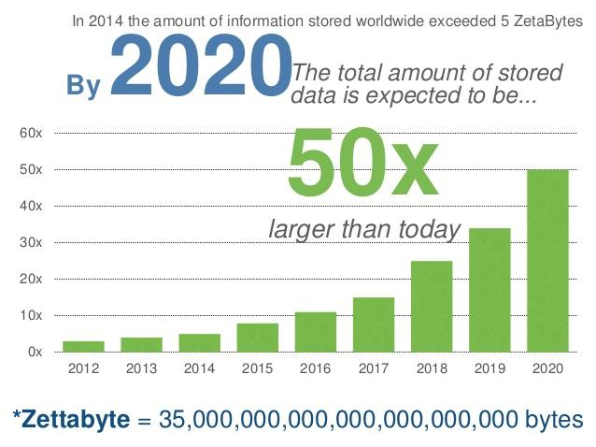 In 2014 the amount of information stored worldwide exceeded 5 ZetaBytes
By 2020 The total amount of stored
data is expected to be...
50x
larger than today
60x
50x
40x
30x
20x
10x
0x
2012 2013 2014 2015 2016 2017 2018 2019 2020
*Zettabyte = 35,000,000,000,000,000,000,000 bytes